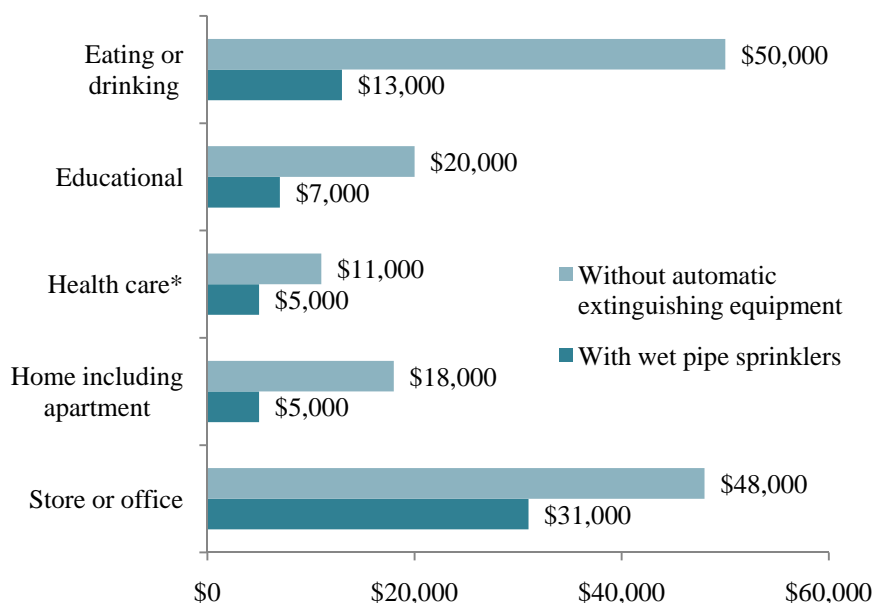 Eating or
drinking
$50,000
$13,000
Educational
$20,000
$7,000
Health care*
$11,000
$5,000
Without automatic
extinguishing equipment
With wet pipe sprinklers
Home including
apartment
$18,000
$5,000
Store or office
$48,000
$31,000
$0 $20,000 $40,000 $60,000